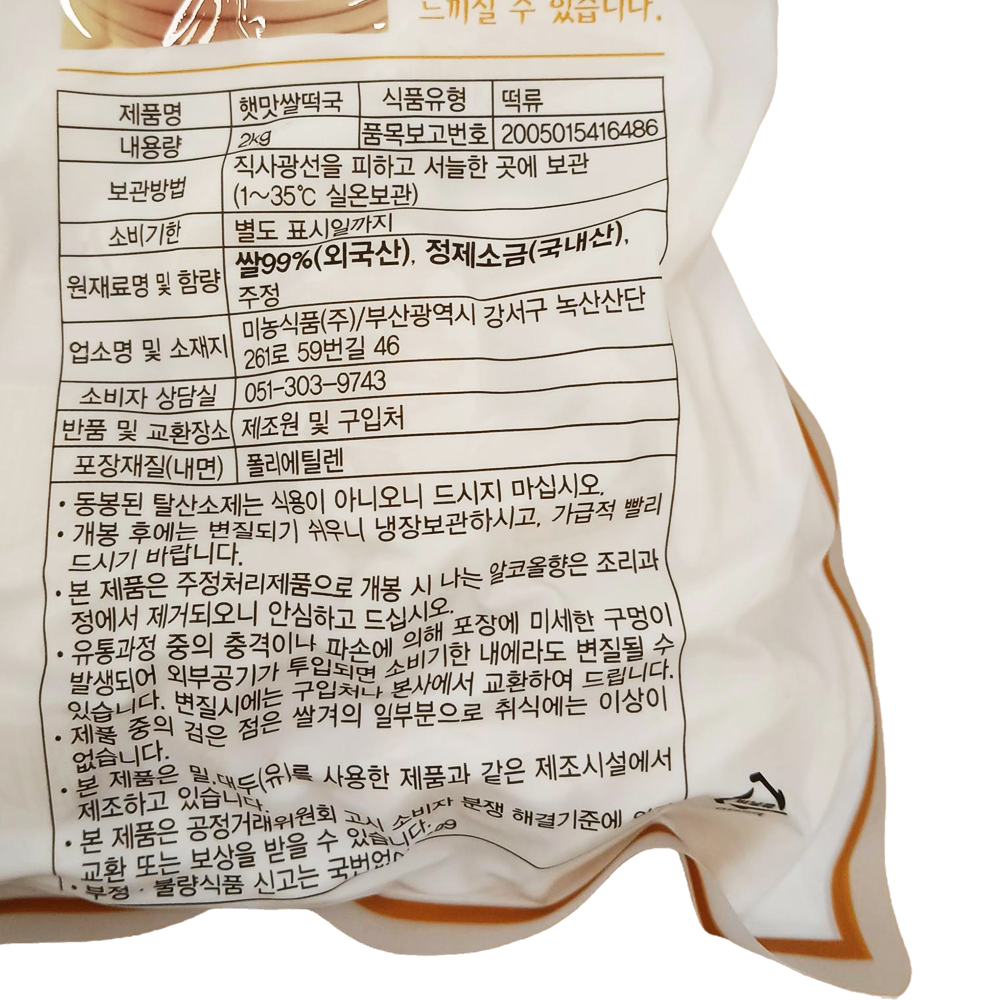 느끼실 수 있습니다.
제품명 햇맛쌀떡국 식품유형 떡류
내용량 2kg 품목보고번호 2005015416486
보관방법 직사광선을 피하고 서늘한 곳에 보관
(1~35℃ 실온보관)
소비기한 별도 표시일까지
원재료명 및 함량 쌀99%(외국산), 정제소금(국내산),
주정
업소명 및 소재지 미농식품(주)/부산광역시 강서구 녹산산단
261로 59번길 46
소비자 상담실 051-303-9743
반품 및 교환장소 제조원 및 구입처
포장재질(내면) 폴리에틸렌
· 동봉된 탈산소제는 식용이 아니오니 드시지 마십시오.
· 개봉 후에는 변질되기 쉬우니 냉장보관하시고, 가급적 빨리
드시기 바랍니다.
· 본 제품은 주정처리제품으로 개봉 시 나는 알코올향은 조리과
정에서 제거되오니 안심하고 드십시오.
· 유통과정 중의 충격이나 파손에 의해 포장에 미세한 구멍이
발생되어 외부공기가 투입되면 소비기한 내에라도 변질될 수
있습니다. 변질시에는 구입처나 본사에서 교환하여 드립니다.
· 제품 중의 검은 점은 쌀겨의 일부분으로 취식에는 이상이
없습니다.
· 본 제품은 밀,대두(유)를 사용한 제품과 같은 제조시설에서
제조하고 있습니다.
· 본 제품은 공정거래위원회 고시 소비자 분쟁 해결기준에
교환 또는 보상을 받을 수 있습니다.
· 부정·불량식품 신고는 국번없이